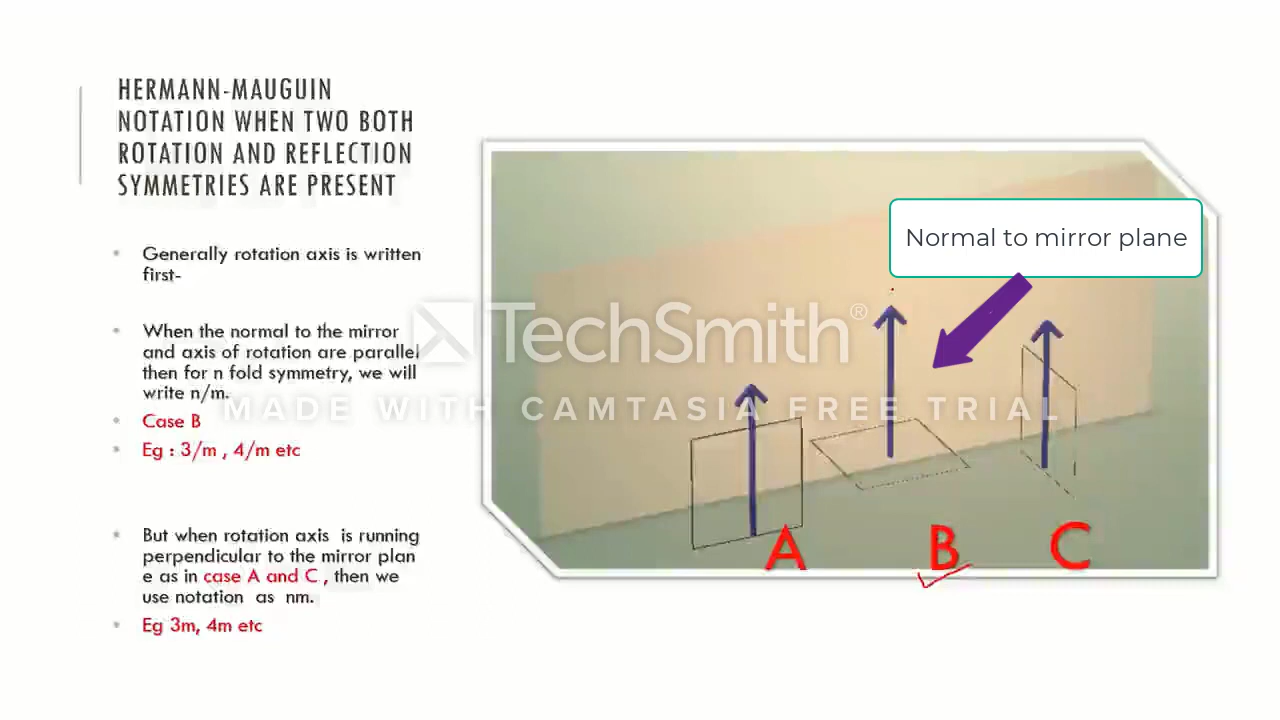 HERMANN-MAUGUIN
NOTATION WHEN TWO BOTH
ROTATION AND REFLECTION
SYMMETRIES ARE PRESENT
Generally rotation axis is written
first-
When the normal to the mirror
and axis of rotation are parallel
then for n fold symmetry, we will
write n/m.
Case B
Eg : 3/m , 4/m etc
But when rotation axis is running
perpendicular to the mirror plan
e as in case A and C , then we
use notation as nm.
Eg 3m, 4m etc
Normal to mirror plane
A
B
C
TechSmith®
MADE WITH CAMTASIA FREE TRIAL